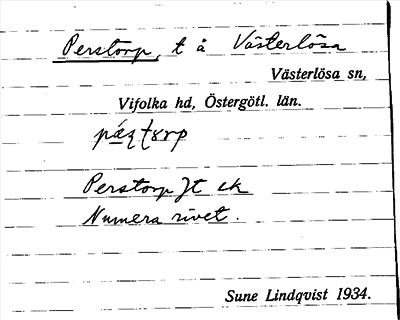 Perstorp, t å Västerlösa
Västerlösa sn,
Vifolka hd, Östergötl. län.
Perstorp Jt ek
Numera rivet.
Sune Lindqvist 1934.